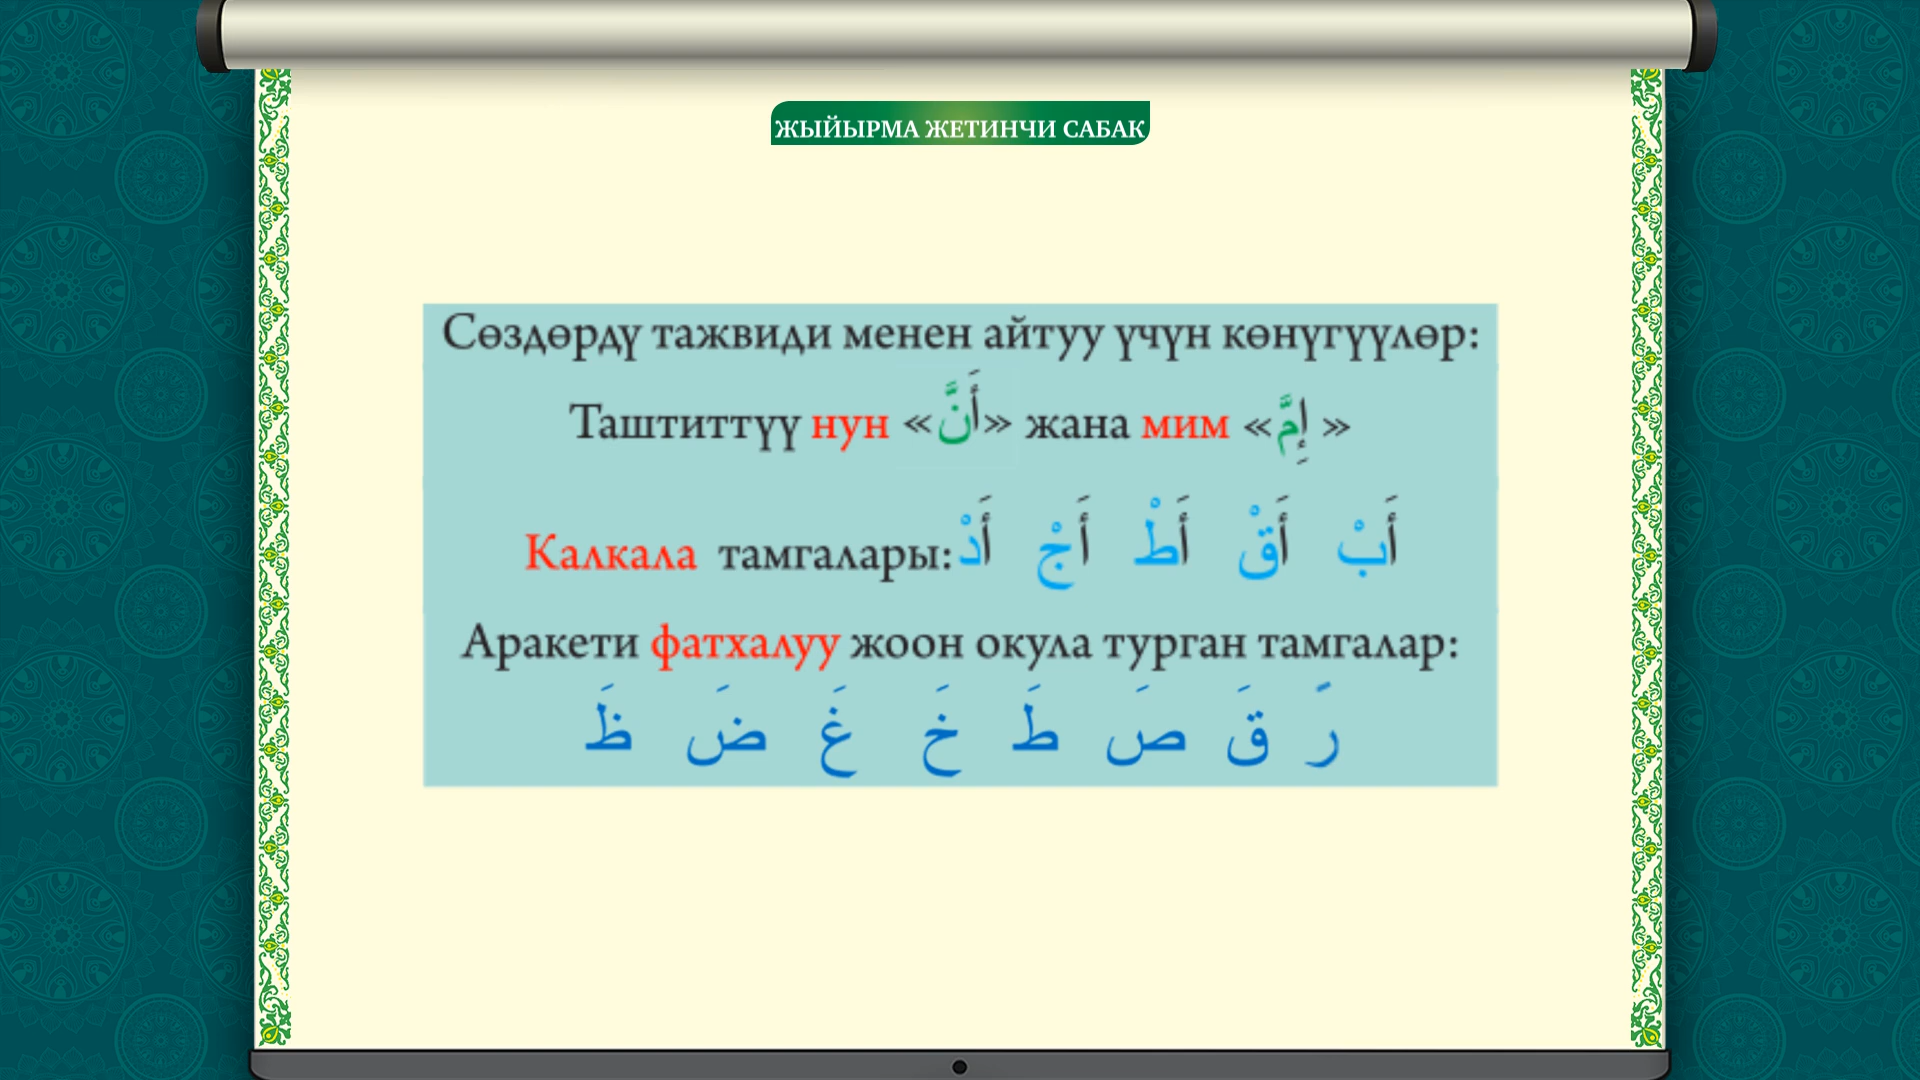 ЖЫЙЫРМА ЖЕТИНЧИ САБАК
Сөздөрдү тажвиди менен айтуу үчүн көнүгүүлөр:
Таштиттүү нун «أَنَّ» жана мим «إِمَّ »
Калкала тамгалары: أَبْ أَقْ أَطْ أَجْ أَدْ
Аракети фатхалуу жоон окула турган тамгалар:
رً قَ صَ طَ خَ غَ ضَ ظَ